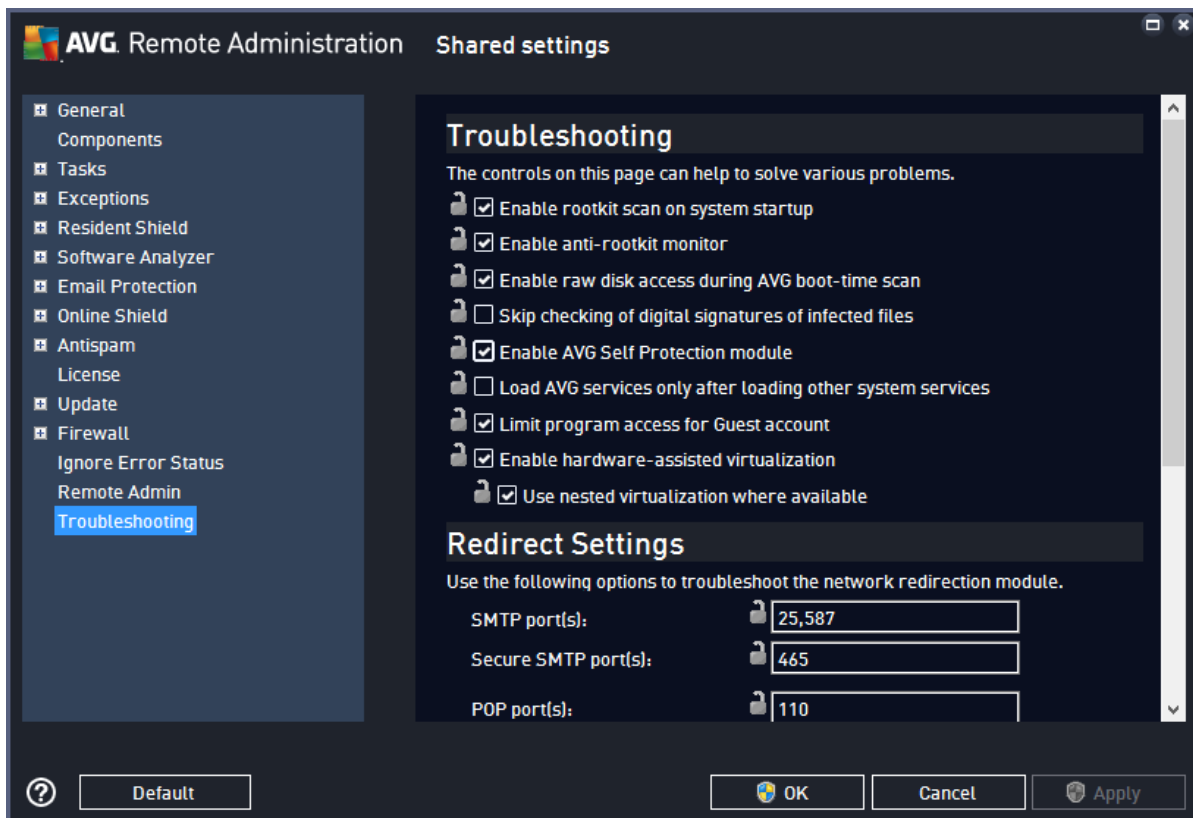 AVG. Remote Administration
Shared settings
General
Components
Tasks
Exceptions
Resident Shield
Software Analyzer
Email Protection
Online Shield
Antispam
License
Update
Firewall
Ignore Error Status
Remote Admin
Troubleshooting
Troubleshooting
The controls on this page can help to solve various problems.
Enable rootkit scan on system startup
Enable anti-rootkit monitor
Enable raw disk access during AVG boot-time scan
Skip checking of digital signatures of infected files
Enable AVG Self Protection module
Load AVG services only after loading other system services
Limit program access for Guest account
Enable hardware-assisted virtualization
Use nested virtualization where available
Redirect Settings
Use the following options to troubleshoot the network redirection module.
SMTP port(s): 25,587
Secure SMTP port(s): 465
POP port(s): 110
? Default OK Cancel Apply